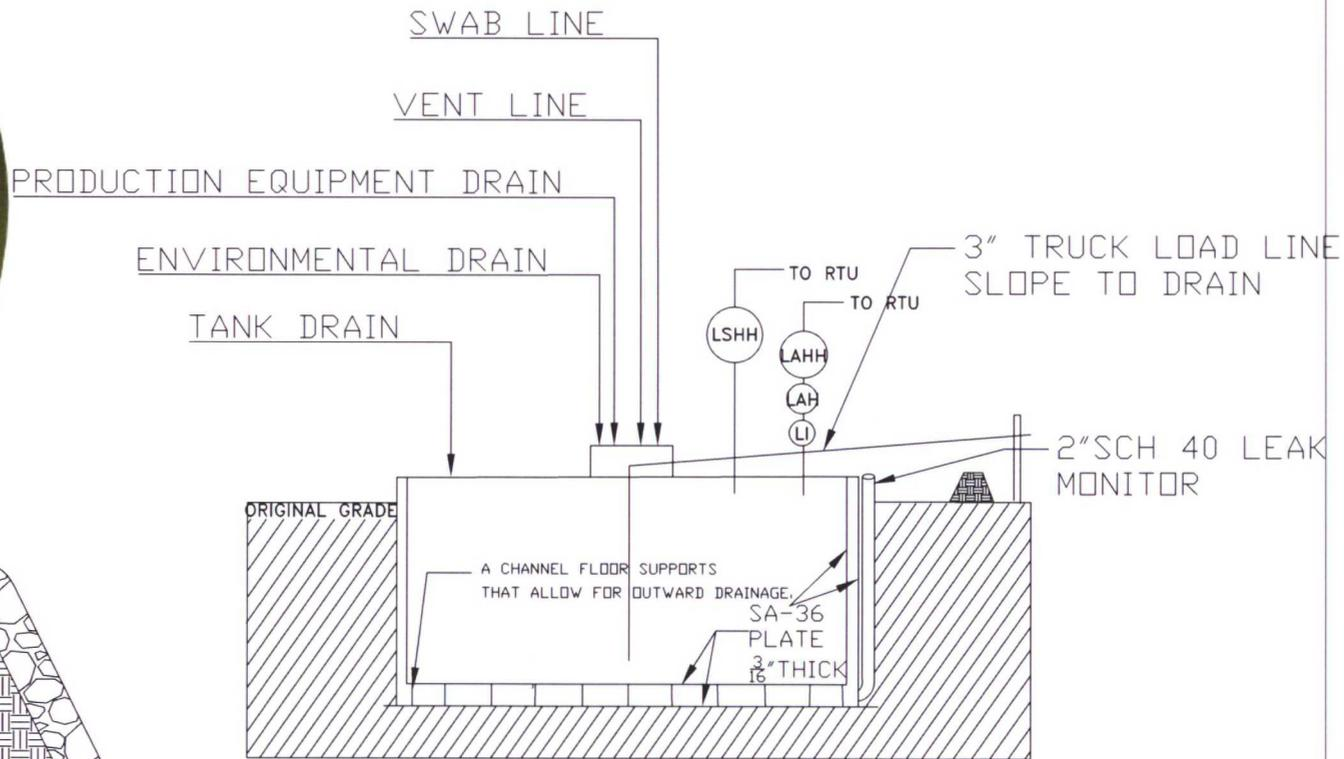 SWAB LINE
VENT LINE
PRODUCTION EQUIPMENT DRAIN
ENVIRONMENTAL DRAIN
TANK DRAIN
3" TRUCK LOAD LINE
SLOPE TO DRAIN
TO RTU
TO RTU
LSHH
LAHH
LAH
LI
2"SCH 40 LEAK
MONITOR
ORIGINAL GRADE
A CHANNEL FLOOR SUPPORTS
THAT ALLOW FOR OUTWARD DRAINAGE.
SA-36
PLATE
3/16"THICK